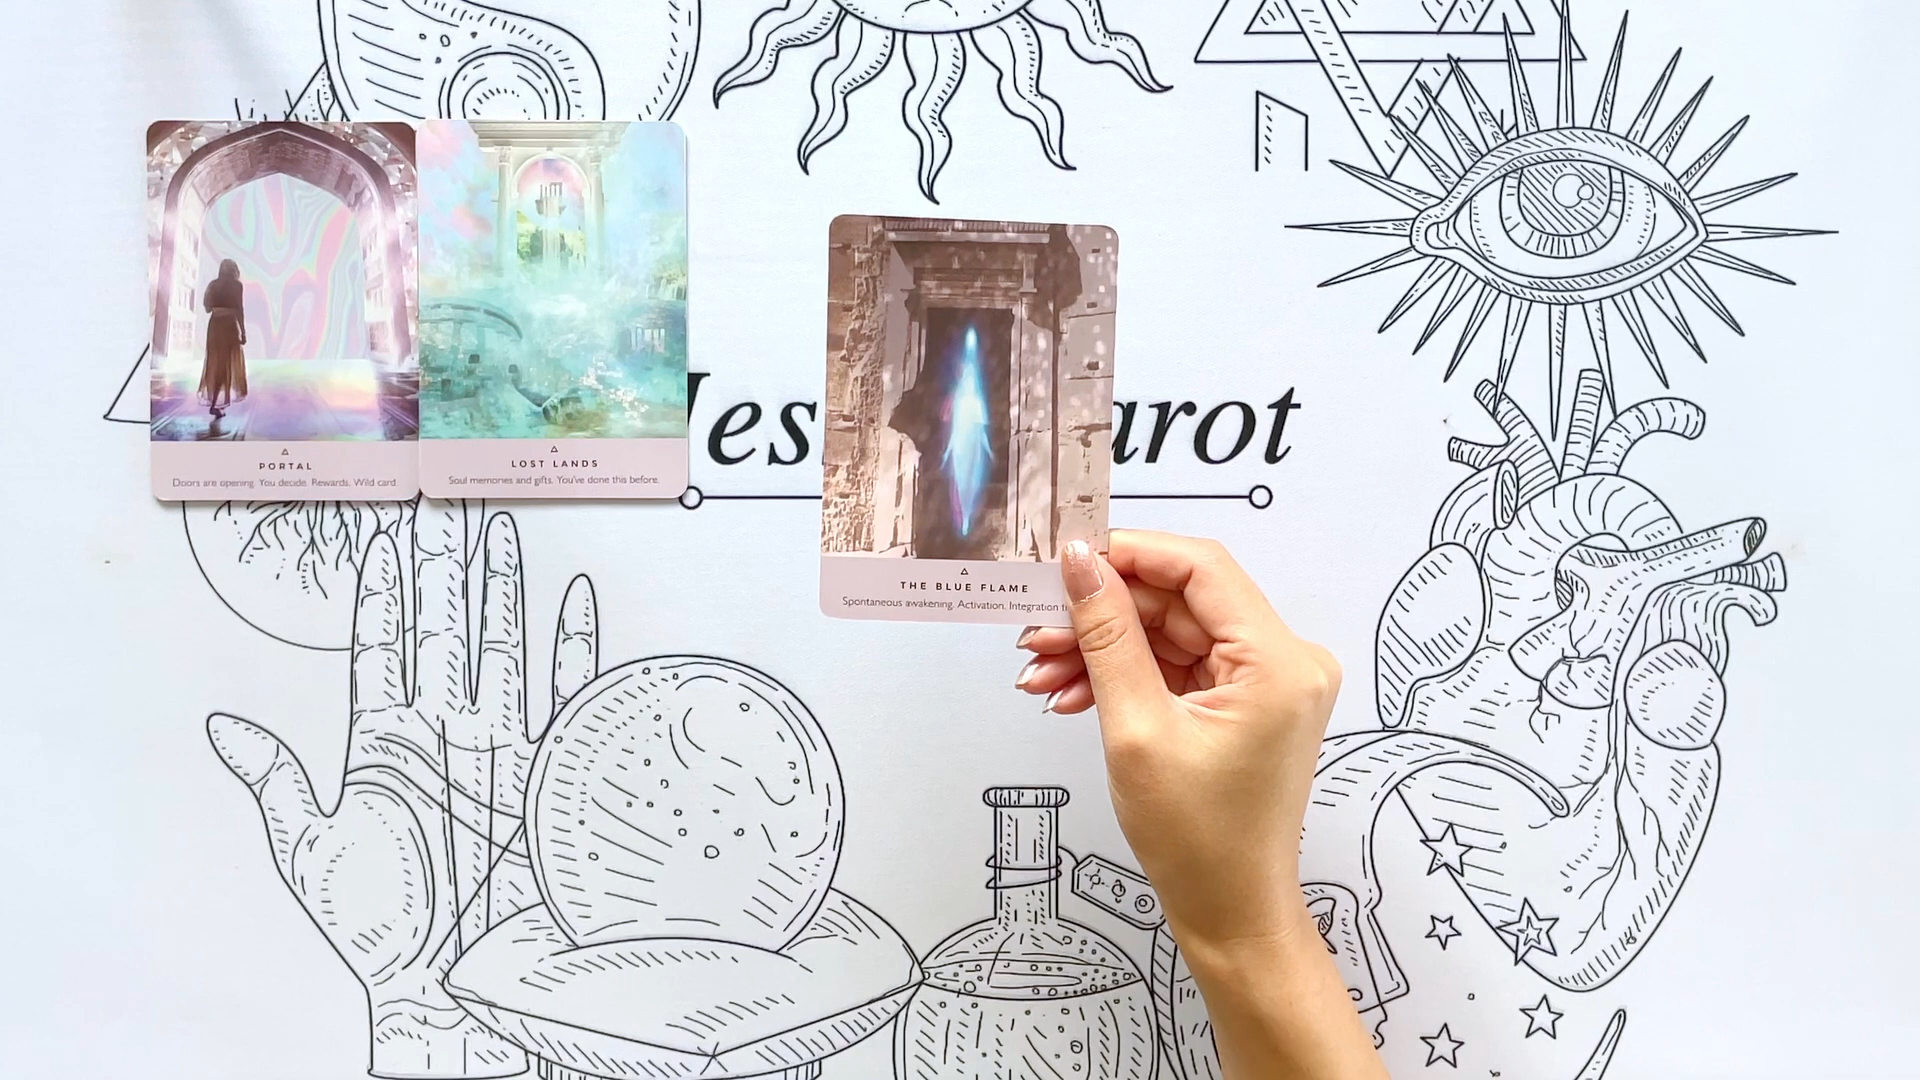 PORTAL
Doors are opening. You decide. Rewards. Wild card
LOST LANDS
Soul memories and gifts. You've done this before.
THE BLUE FLAME
Spontaneous awakening. Activation. Integration